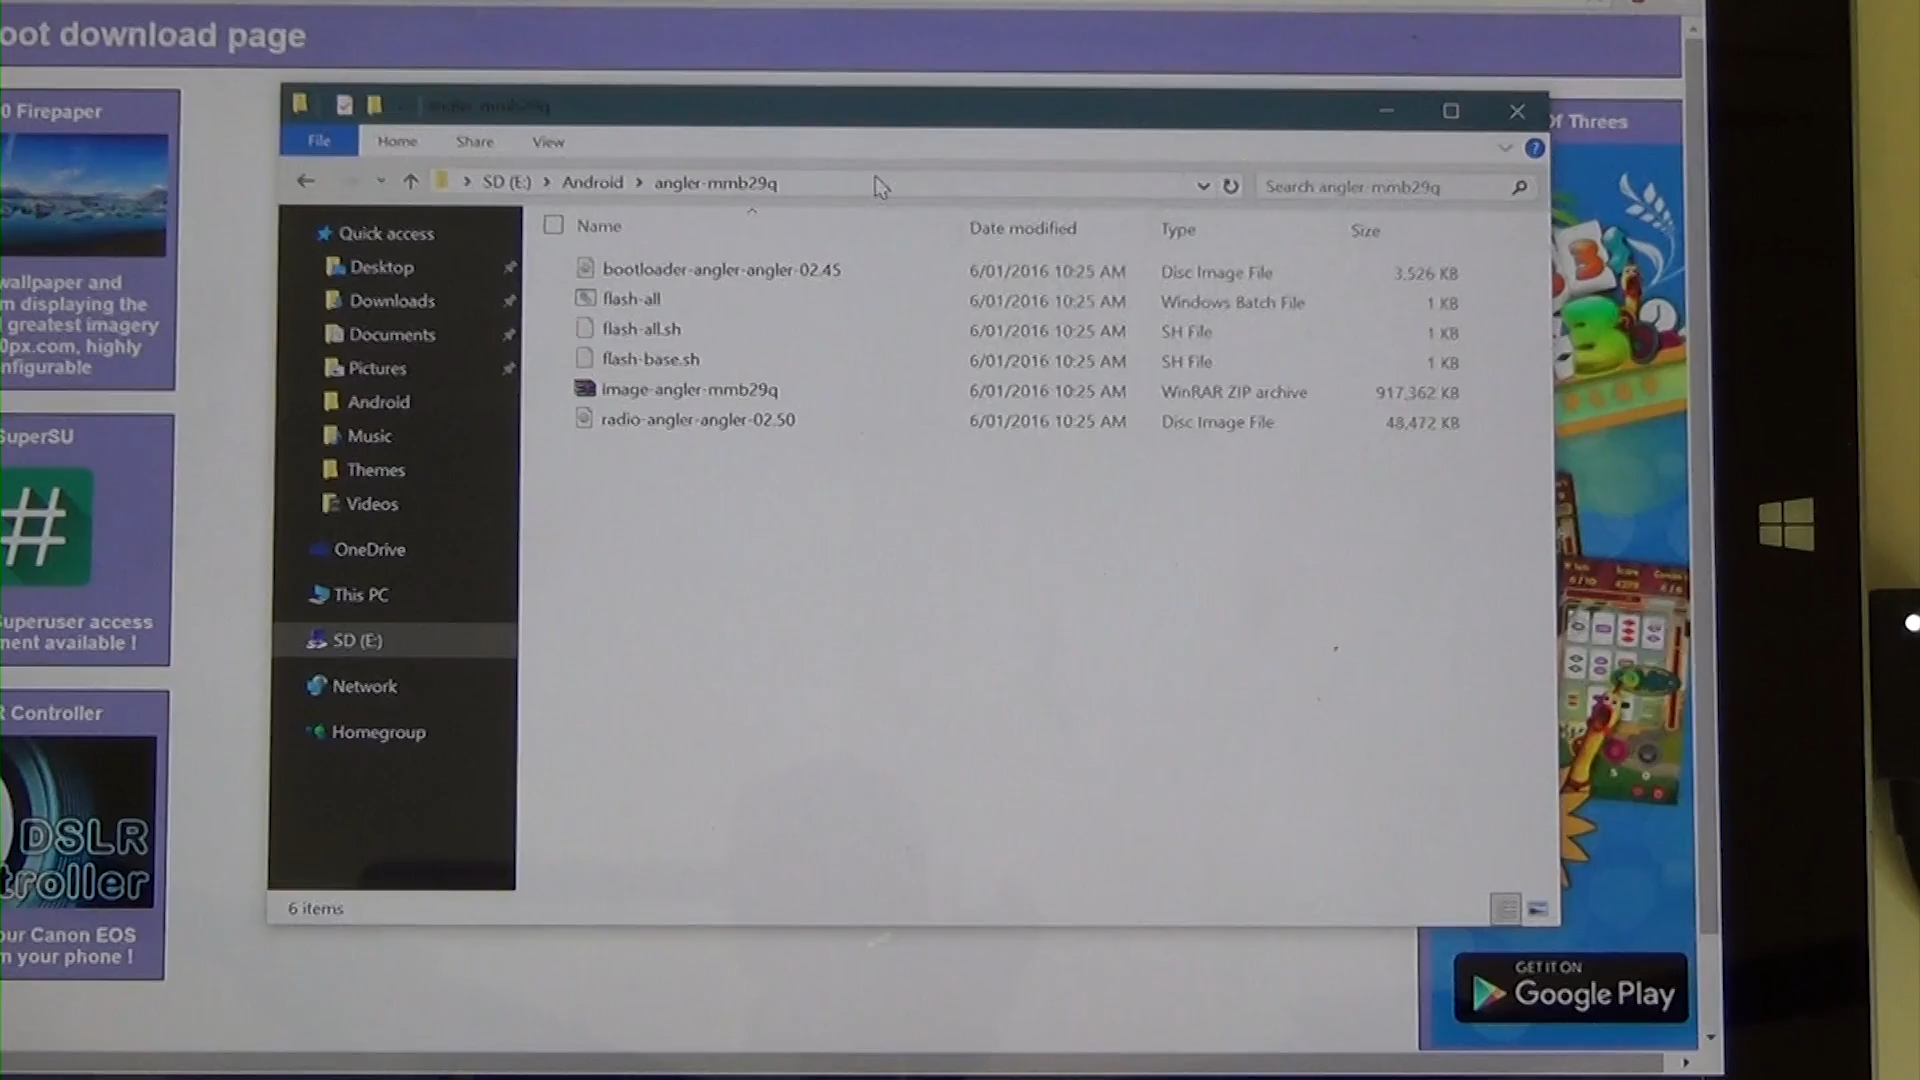 oot download page
0 Firepaper
wallpaper and
m displaying the
greatest imagery
0px.com, highly
nfigurable
SuperSU
#
Superuser access
ment available !
R Controller
DSLR
troller
our Canon EOS
m your phone !
angler-mmb29q
File Home Share View
SD (E:) Android angler-mmb29q
Search angler-mmb29q
Quick access
Desktop
Downloads
Documents
Pictures
Android
Music
Themes
Videos
OneDrive
This PC
SD (E:)
Network
Homegroup
Name Date modified Type Size
bootloader-angler-angler-02.45 6/01/2016 10:25 AM Disc Image File 3,526 KB
flash-all 6/01/2016 10:25 AM Windows Batch File 1 KB
flash-all.sh 6/01/2016 10:25 AM SH File 1 KB
flash-base.sh 6/01/2016 10:25 AM SH File 1 KB
image-angler-mmb29q 6/01/2016 10:25 AM WinRAR ZIP archive 917,362 KB
radio-angler-angler-02.50 6/01/2016 10:25 AM Disc Image File 48,472 KB
6 items
Of Threes
3
GET IT ON
Google Play